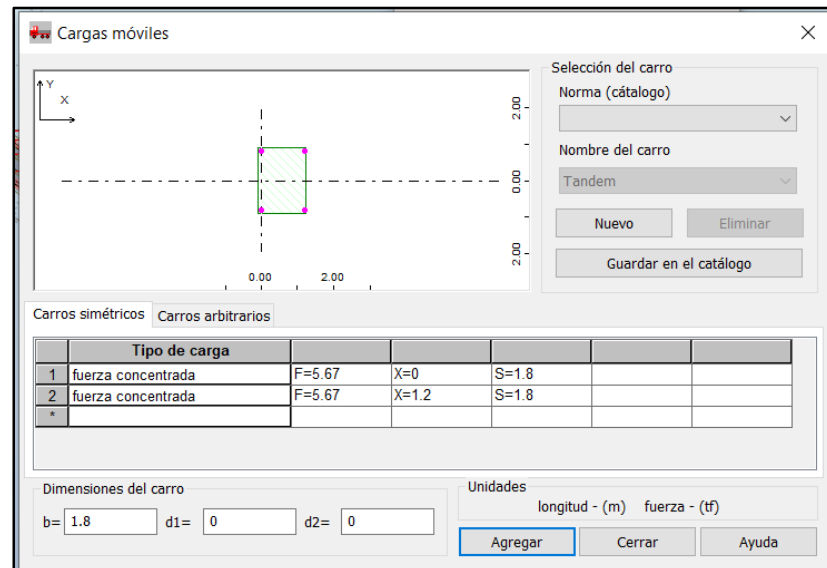 Cargas móviles
Y
X
2.00
0.00
2.00
0.00 2.00
Selección del carro
Norma (cátalogo)
Nombre del carro
Tandem
Nuevo Eliminar
Guardar en el catálogo
Carros simétricos Carros arbitrarios
Tipo de carga
1 fuerza concentrada F=5.67 X=0 S=1.8
2 fuerza concentrada F=5.67 X=1.2 S=1.8
*
Dimensiones del carro
b= 1.8 d1= 0 d2= 0
Unidades
longitud - (m) fuerza - (tf)
Agregar Cerrar Ayuda